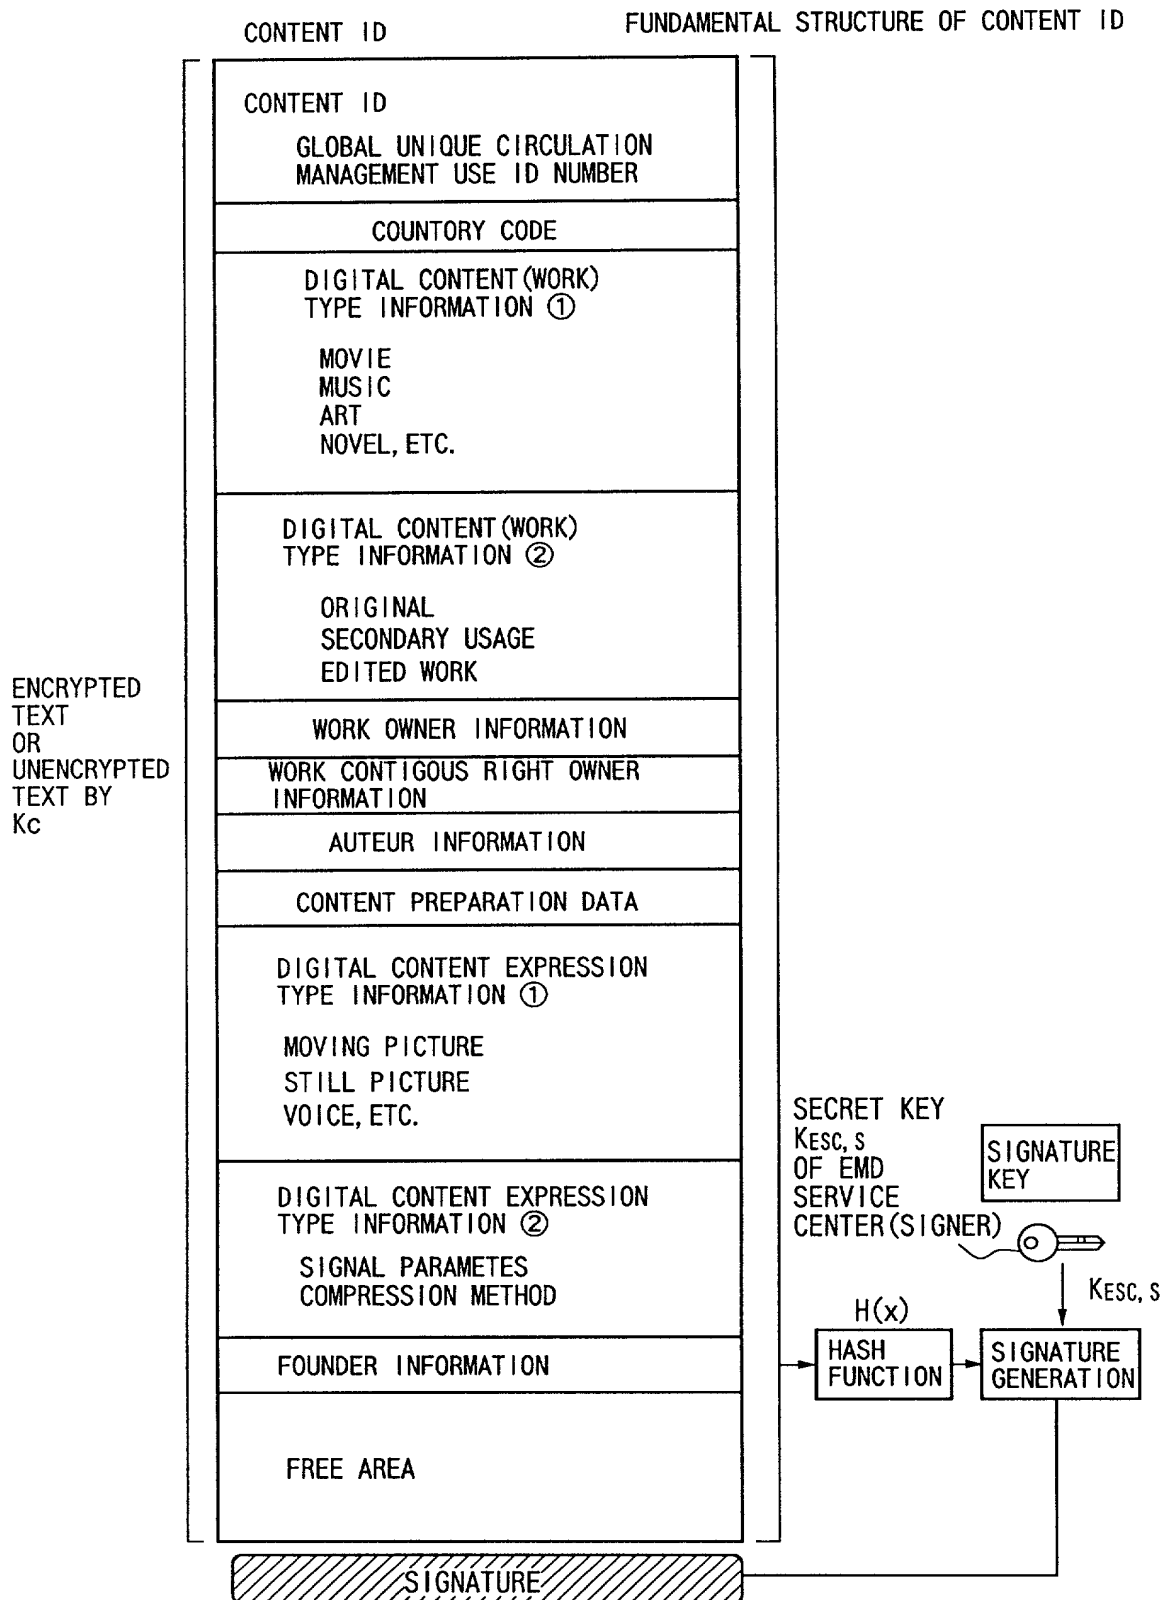 CONTENT ID
FUNDAMENTAL STRUCTURE OF CONTENT ID
CONTENT ID
GLOBAL UNIQUE CIRCULATION
MANAGEMENT USE ID NUMBER
COUNTORY CODE
DIGITAL CONTENT(WORK)
TYPE INFORMATION ①
MOVIE
MUSIC
ART
NOVEL, ETC.
DIGITAL CONTENT(WORK)
TYPE INFORMATION ②
ORIGINAL
SECONDARY USAGE
EDITED WORK
WORK OWNER INFORMATION
WORK CONTIGOUS RIGHT OWNER
INFORMATION
AUTEUR INFORMATION
CONTENT PREPARATION DATA
DIGITAL CONTENT EXPRESSION
TYPE INFORMATION ①
MOVING PICTURE
STILL PICTURE
VOICE, ETC.
DIGITAL CONTENT EXPRESSION
TYPE INFORMATION ②
SIGNAL PARAMETES
COMPRESSION METHOD
FOUNDER INFORMATION
FREE AREA
SIGNATURE
ENCRYPTED
TEXT
OR
UNENCRYPTED
TEXT BY
Kc
SECRET KEY
KESC, S
OF EMD
SERVICE
CENTER(SIGNER)
SIGNATURE
KEY
KESC, S
H(x)
HASH
FUNCTION
SIGNATURE
GENERATION